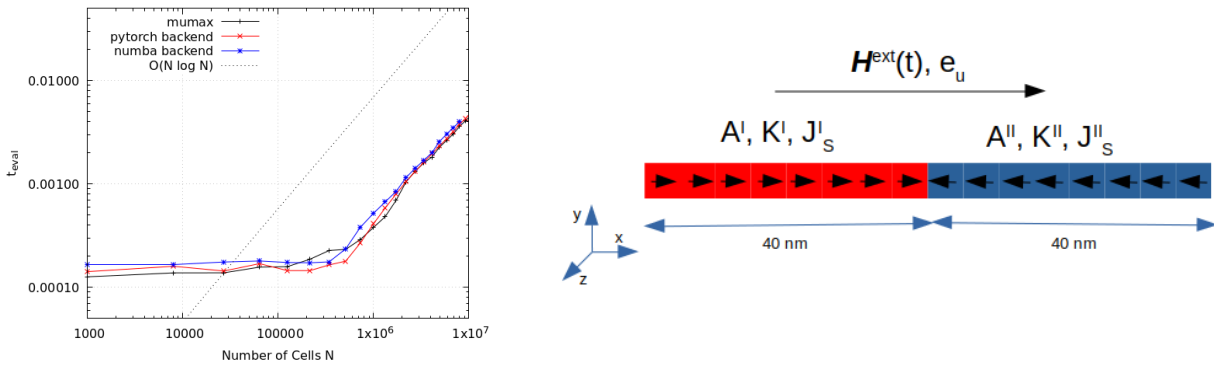 mumax
pytorch backend
numba backend
O(N log N)
0.01000
0.00100
0.00010
t_eval
1000
10000
100000
1x10^6
1x10^7
Number of Cells N
H^ext(t), e_u
A^I, K^I, J^I_S
A^II, K^II, J^II_S
y
x
z
40 nm
40 nm